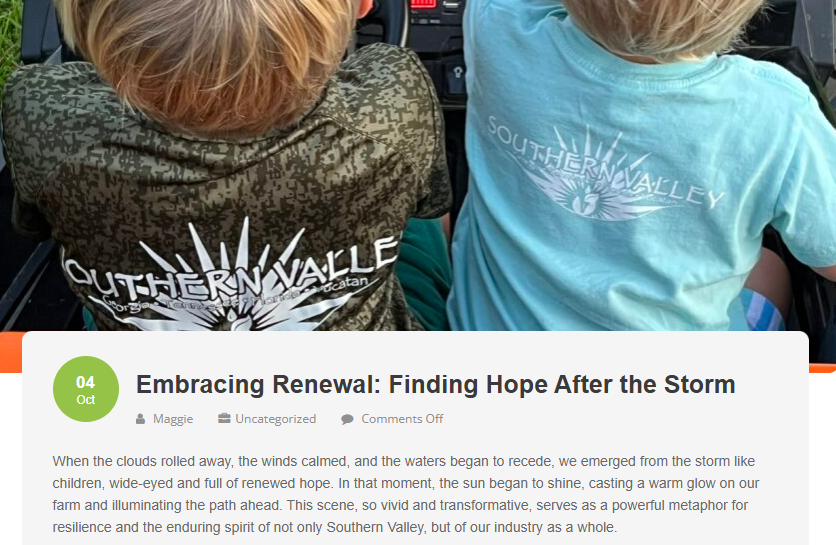 SOUTHERN VALLEY
SOUTHERN VALLE
Georgia Tennessee Florida Yucatan
04
Oct
Embracing Renewal: Finding Hope After the Storm
Maggie
Uncategorized
Comments Off
When the clouds rolled away, the winds calmed, and the waters began to recede, we emerged from the storm like
children, wide-eyed and full of renewed hope. In that moment, the sun began to shine, casting a warm glow on our
farm and illuminating the path ahead. This scene, so vivid and transformative, serves as a powerful metaphor for
resilience and the enduring spirit of not only Southern Valley, but of our industry as a whole.